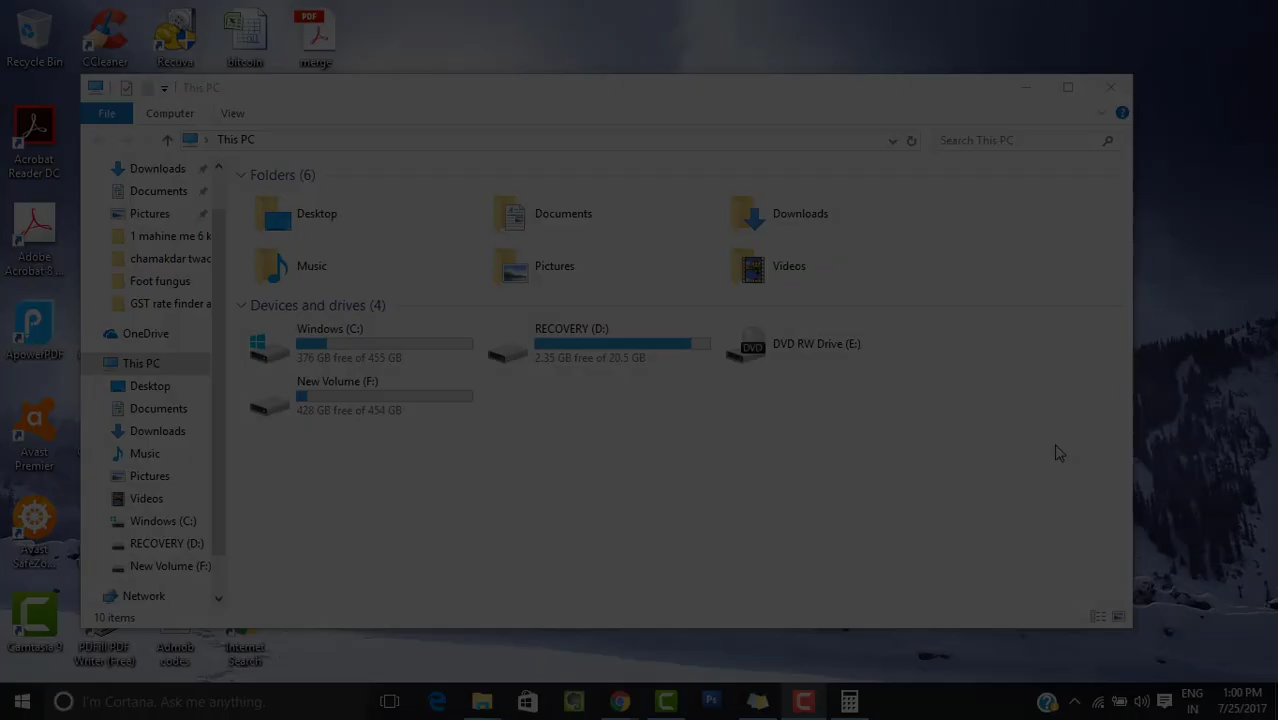 Recycle Bin
CCleaner
Recuva
bitcoin
PDF
merge
Acrobat
Reader DC
Adobe
Acrobat 8...
ApowerPDF
Avast
Premier
Avast
SafeZo...
Camtasia 9
PDFill PDF
Writer (Free)
Admob
codes
Internet
Search
This PC
File
Computer
View
This PC
Search This PC
Downloads
Documents
Pictures
1 mahine me 6 k
chamakdar twac
Foot fungus
GST rate finder a
OneDrive
This PC
Desktop
Documents
Downloads
Music
Pictures
Videos
Windows (C:)
RECOVERY (D:)
New Volume (F:)
Network
Folders (6)
Desktop
Documents
Downloads
Music
Pictures
Videos
Devices and drives (4)
Windows (C:)
376 GB free of 455 GB
RECOVERY (D:)
2.35 GB free of 20.5 GB
DVD
DVD RW Drive (E:)
New Volume (F:)
428 GB free of 454 GB
10 items
I'm Cortana. Ask me anything.
Ps
ENG
IN
1:00 PM
7/25/2017